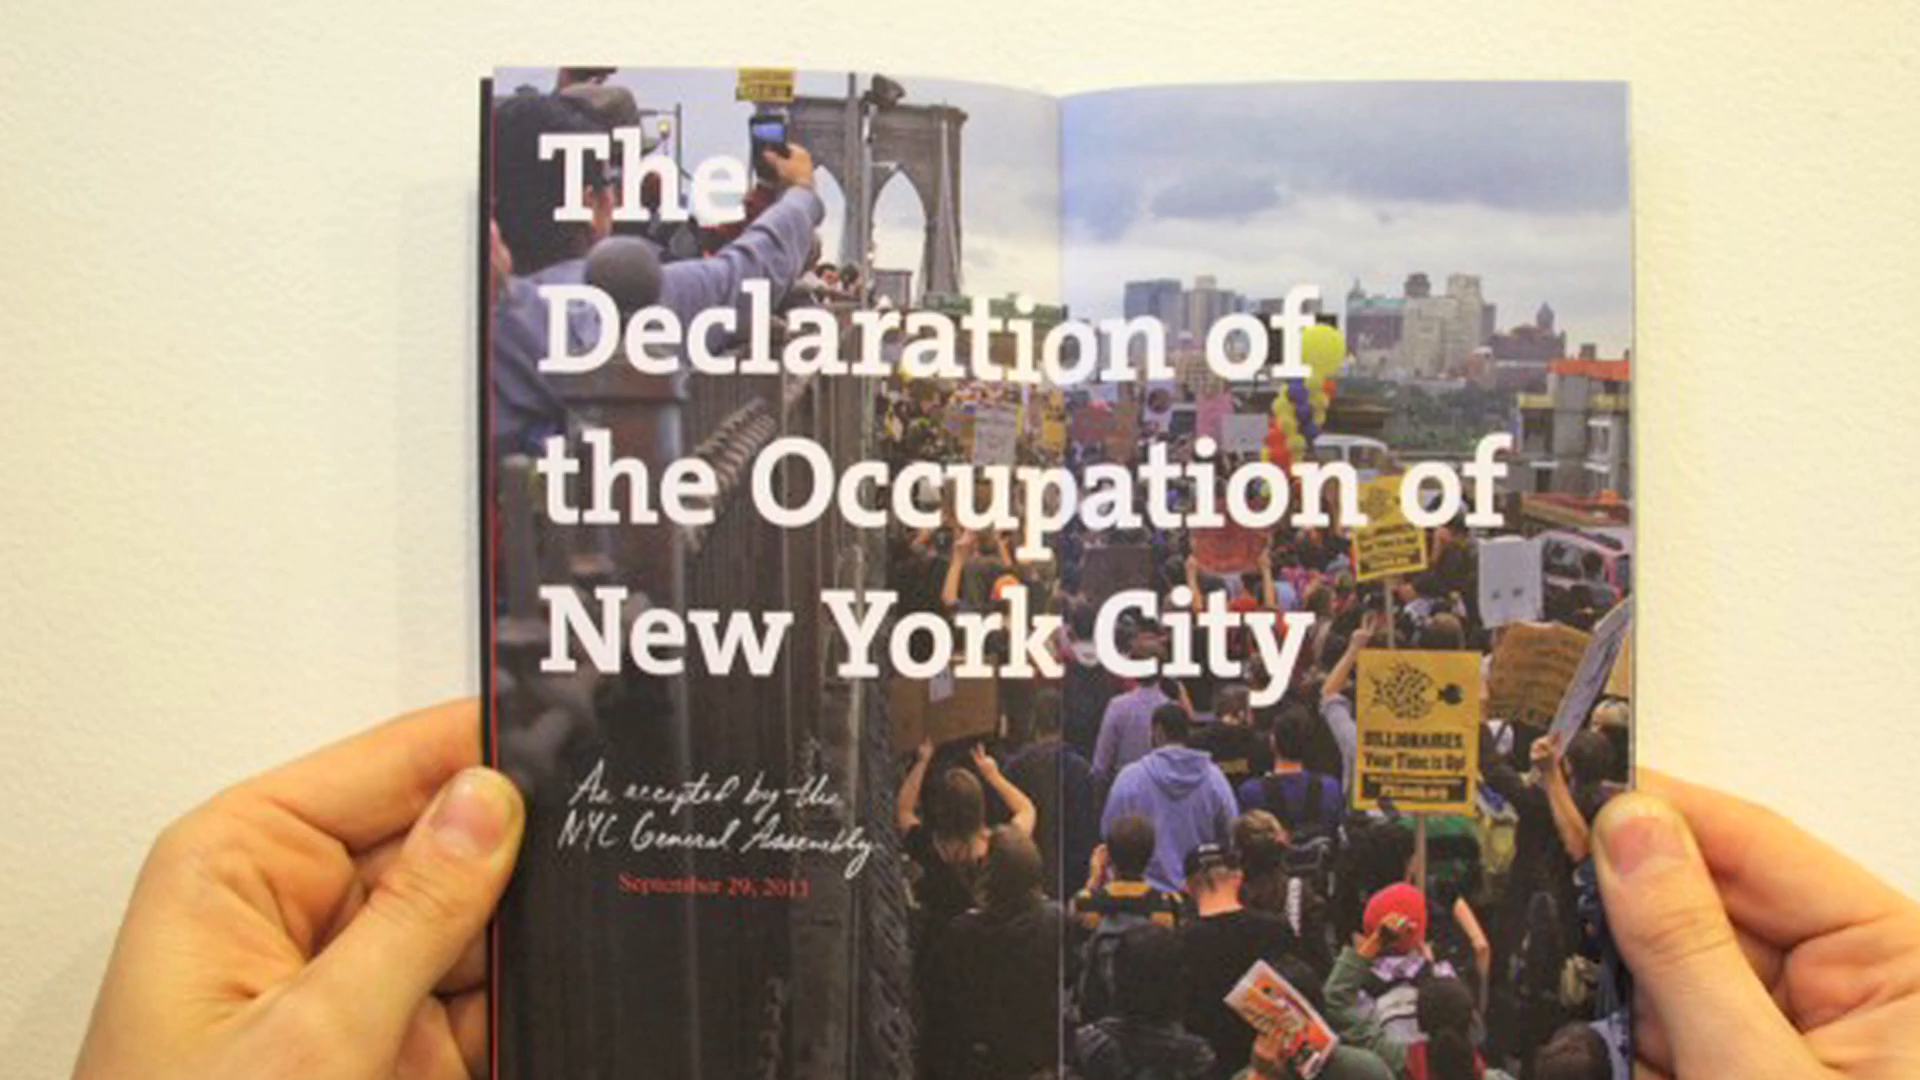 The
Declaration of
the Occupation of
New York City
As accepted by the
NYC General Assembly
September 29, 2011
BILLIONAIRES
Your Time is Up!